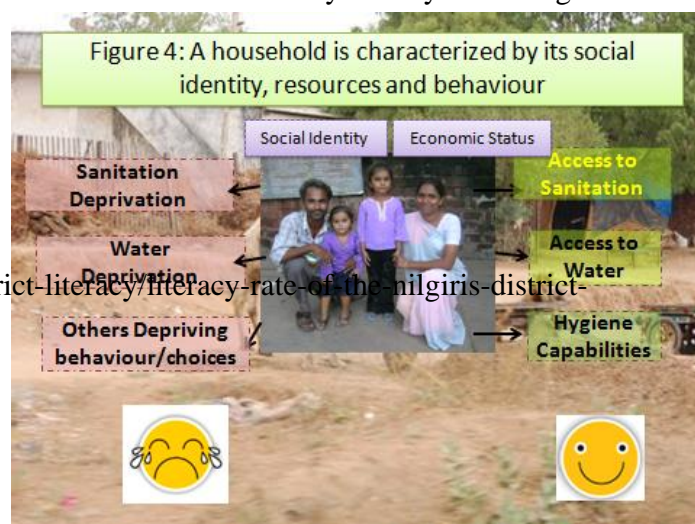 Figure 4: A household is characterized by its social
identity, resources and behaviour
Social Identity
Economic Status
Sanitation
Deprivation
Access to
Sanitation
Water
Deprivation
Access to
Water
rict-literacy/literacy-rate-of-the-nilgiris-district-
Others Depriving
behaviour/choices
Hygiene
Capabilities